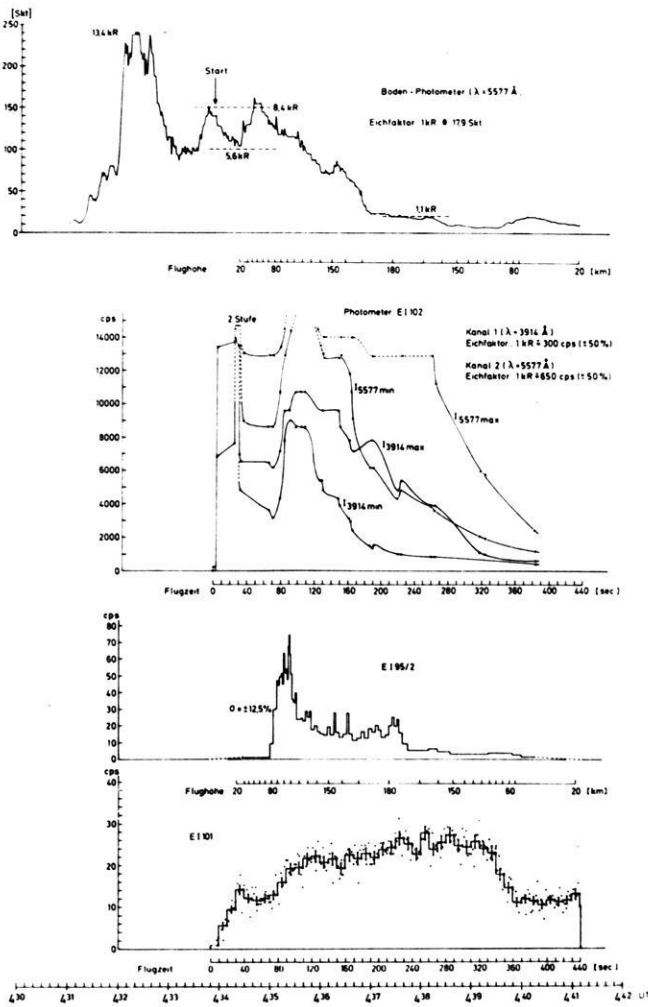 [Skt]
250
13,4 kR
200
Start
150
8,4 kR
100
5,6 kR
50
1,1 kR
0
Boden - Photometer (λ = 5577 Å
Eichfaktor 1 kR ≙ 17,9 Skt
Flughöhe 20 80 150 180 150 80 20 [km]
cps
2 Stufe
Photometer E I 102
Kanal 1 (λ = 3914 Å)
Eichfaktor: 1 kR ≙ 300 cps (± 50%)
Kanal 2 (λ = 5577 Å)
Eichfaktor 1 kR ≙ 650 cps (± 50%)
14000
12000
10000
8000
6000
4000
2000
0
I 5577 min
I 5577 max
I 3914 max
I 3914 min
Flugzeit 0 40 80 120 160 200 240 280 320 360 400 440 [sec]
cps
80
70
60
50
40
30
20
10
0
E I 95/2
± 12,5%
Flughöhe 20 80 150 180 150 80 20 [km]
cps
40
30
20
10
0
E I 101
Flugzeit 0 40 80 120 160 200 240 280 320 360 400 440 [sec]
4,30 4,31 4,32 4,33 4,34 4,35 4,36 4,37 4,38 4,39 4,40 4,41 4,42 UT